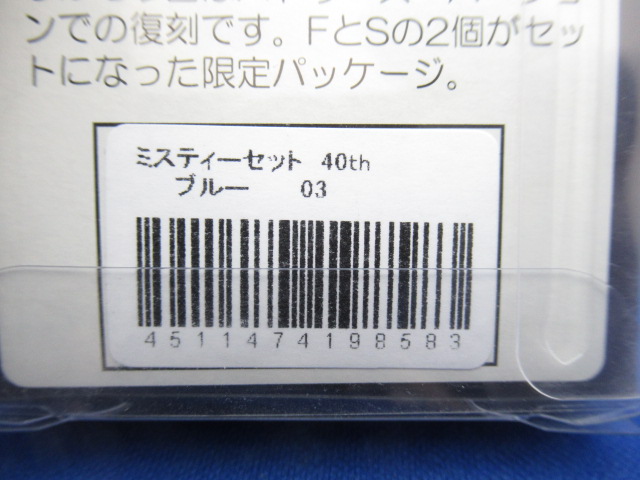 ンでの復刻です。FとSの2個がセッ
トになった限定パッケージ。
ミスティーセット 40th
ブルー 03
4511474198583